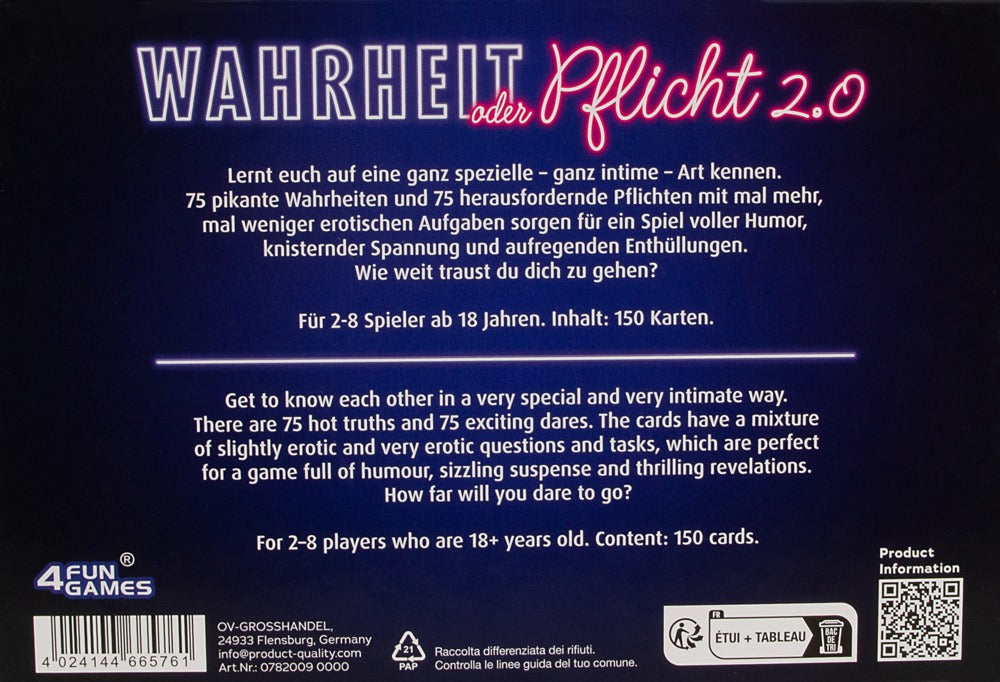 WAHRHEIT oder Pflicht 2.0
Lernt euch auf eine ganz spezielle – ganz intime – Art kennen.
75 pikante Wahrheiten und 75 herausfordernde Pflichten mit mal mehr,
mal weniger erotischen Aufgaben sorgen für ein Spiel voller Humor,
knisternder Spannung und aufregenden Enthüllungen.
Wie weit traust du dich zu gehen?
Für 2-8 Spieler ab 18 Jahren. Inhalt: 150 Karten.
Get to know each other in a very special and very intimate way.
There are 75 hot truths and 75 exciting dares. The cards have a mixture
of slightly erotic and very erotic questions and tasks, which are perfect
for a game full of humour, sizzling suspense and thrilling revelations.
How far will you dare to go?
For 2–8 players who are 18+ years old. Content: 150 cards.
4 FUN GAMES ®
4 024144 665761
OV-GROSSHANDEL,
24933 Flensburg, Germany
info@product-quality.com
Art.Nr.: 0782009 0000
21
PAP
Raccolta differenziata dei rifiuti.
Controlla le linee guida del tuo comune.
FR
ÉTUI + TABLEAU
BAC
DE
TRI
Product
Information